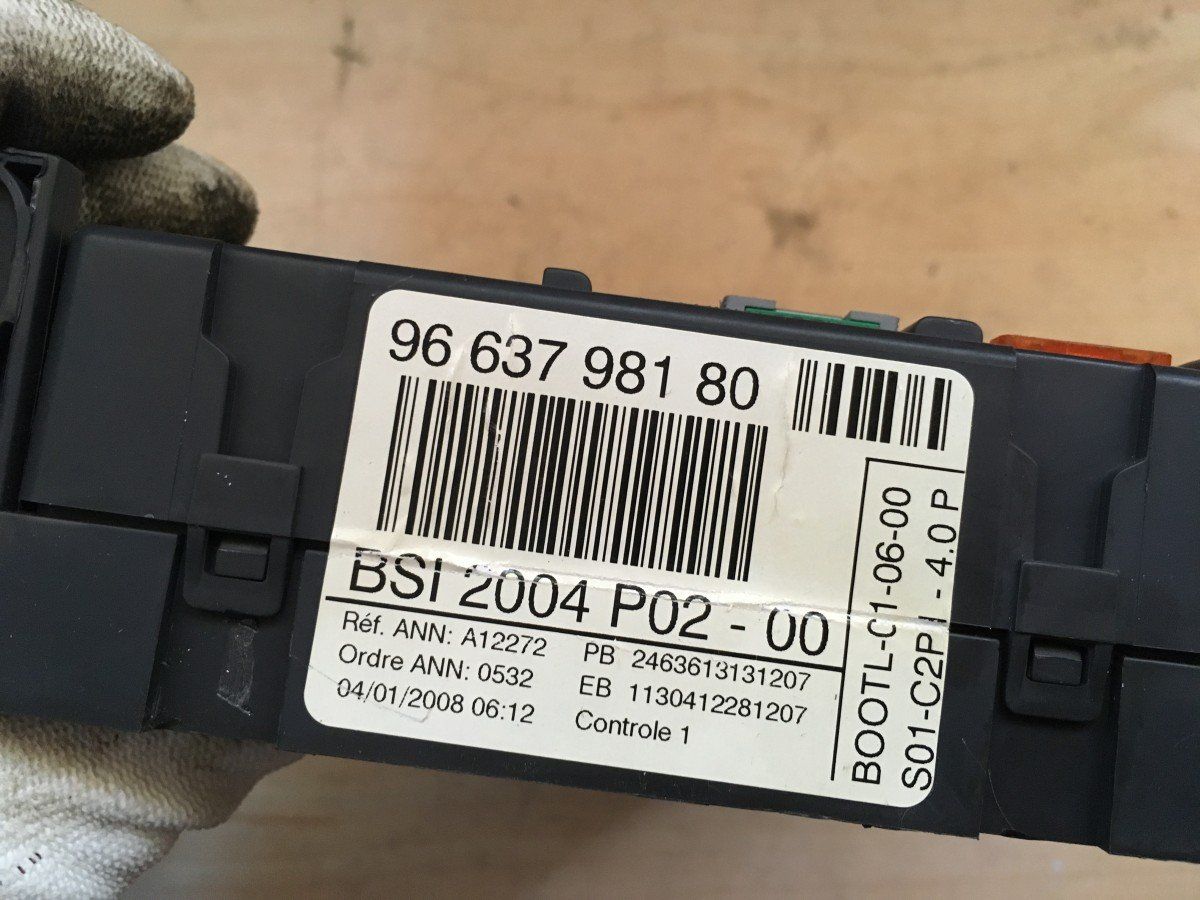 96 637 981 80
BSI 2004 P02 - 00
Réf. ANN: A12272
Ordre ANN: 0532
04/01/2008 06:12
PB 2463613131207
EB 1130412281207
Controle 1
BOOTL-C1-06-00
S01-C2P1 - 4.0 P